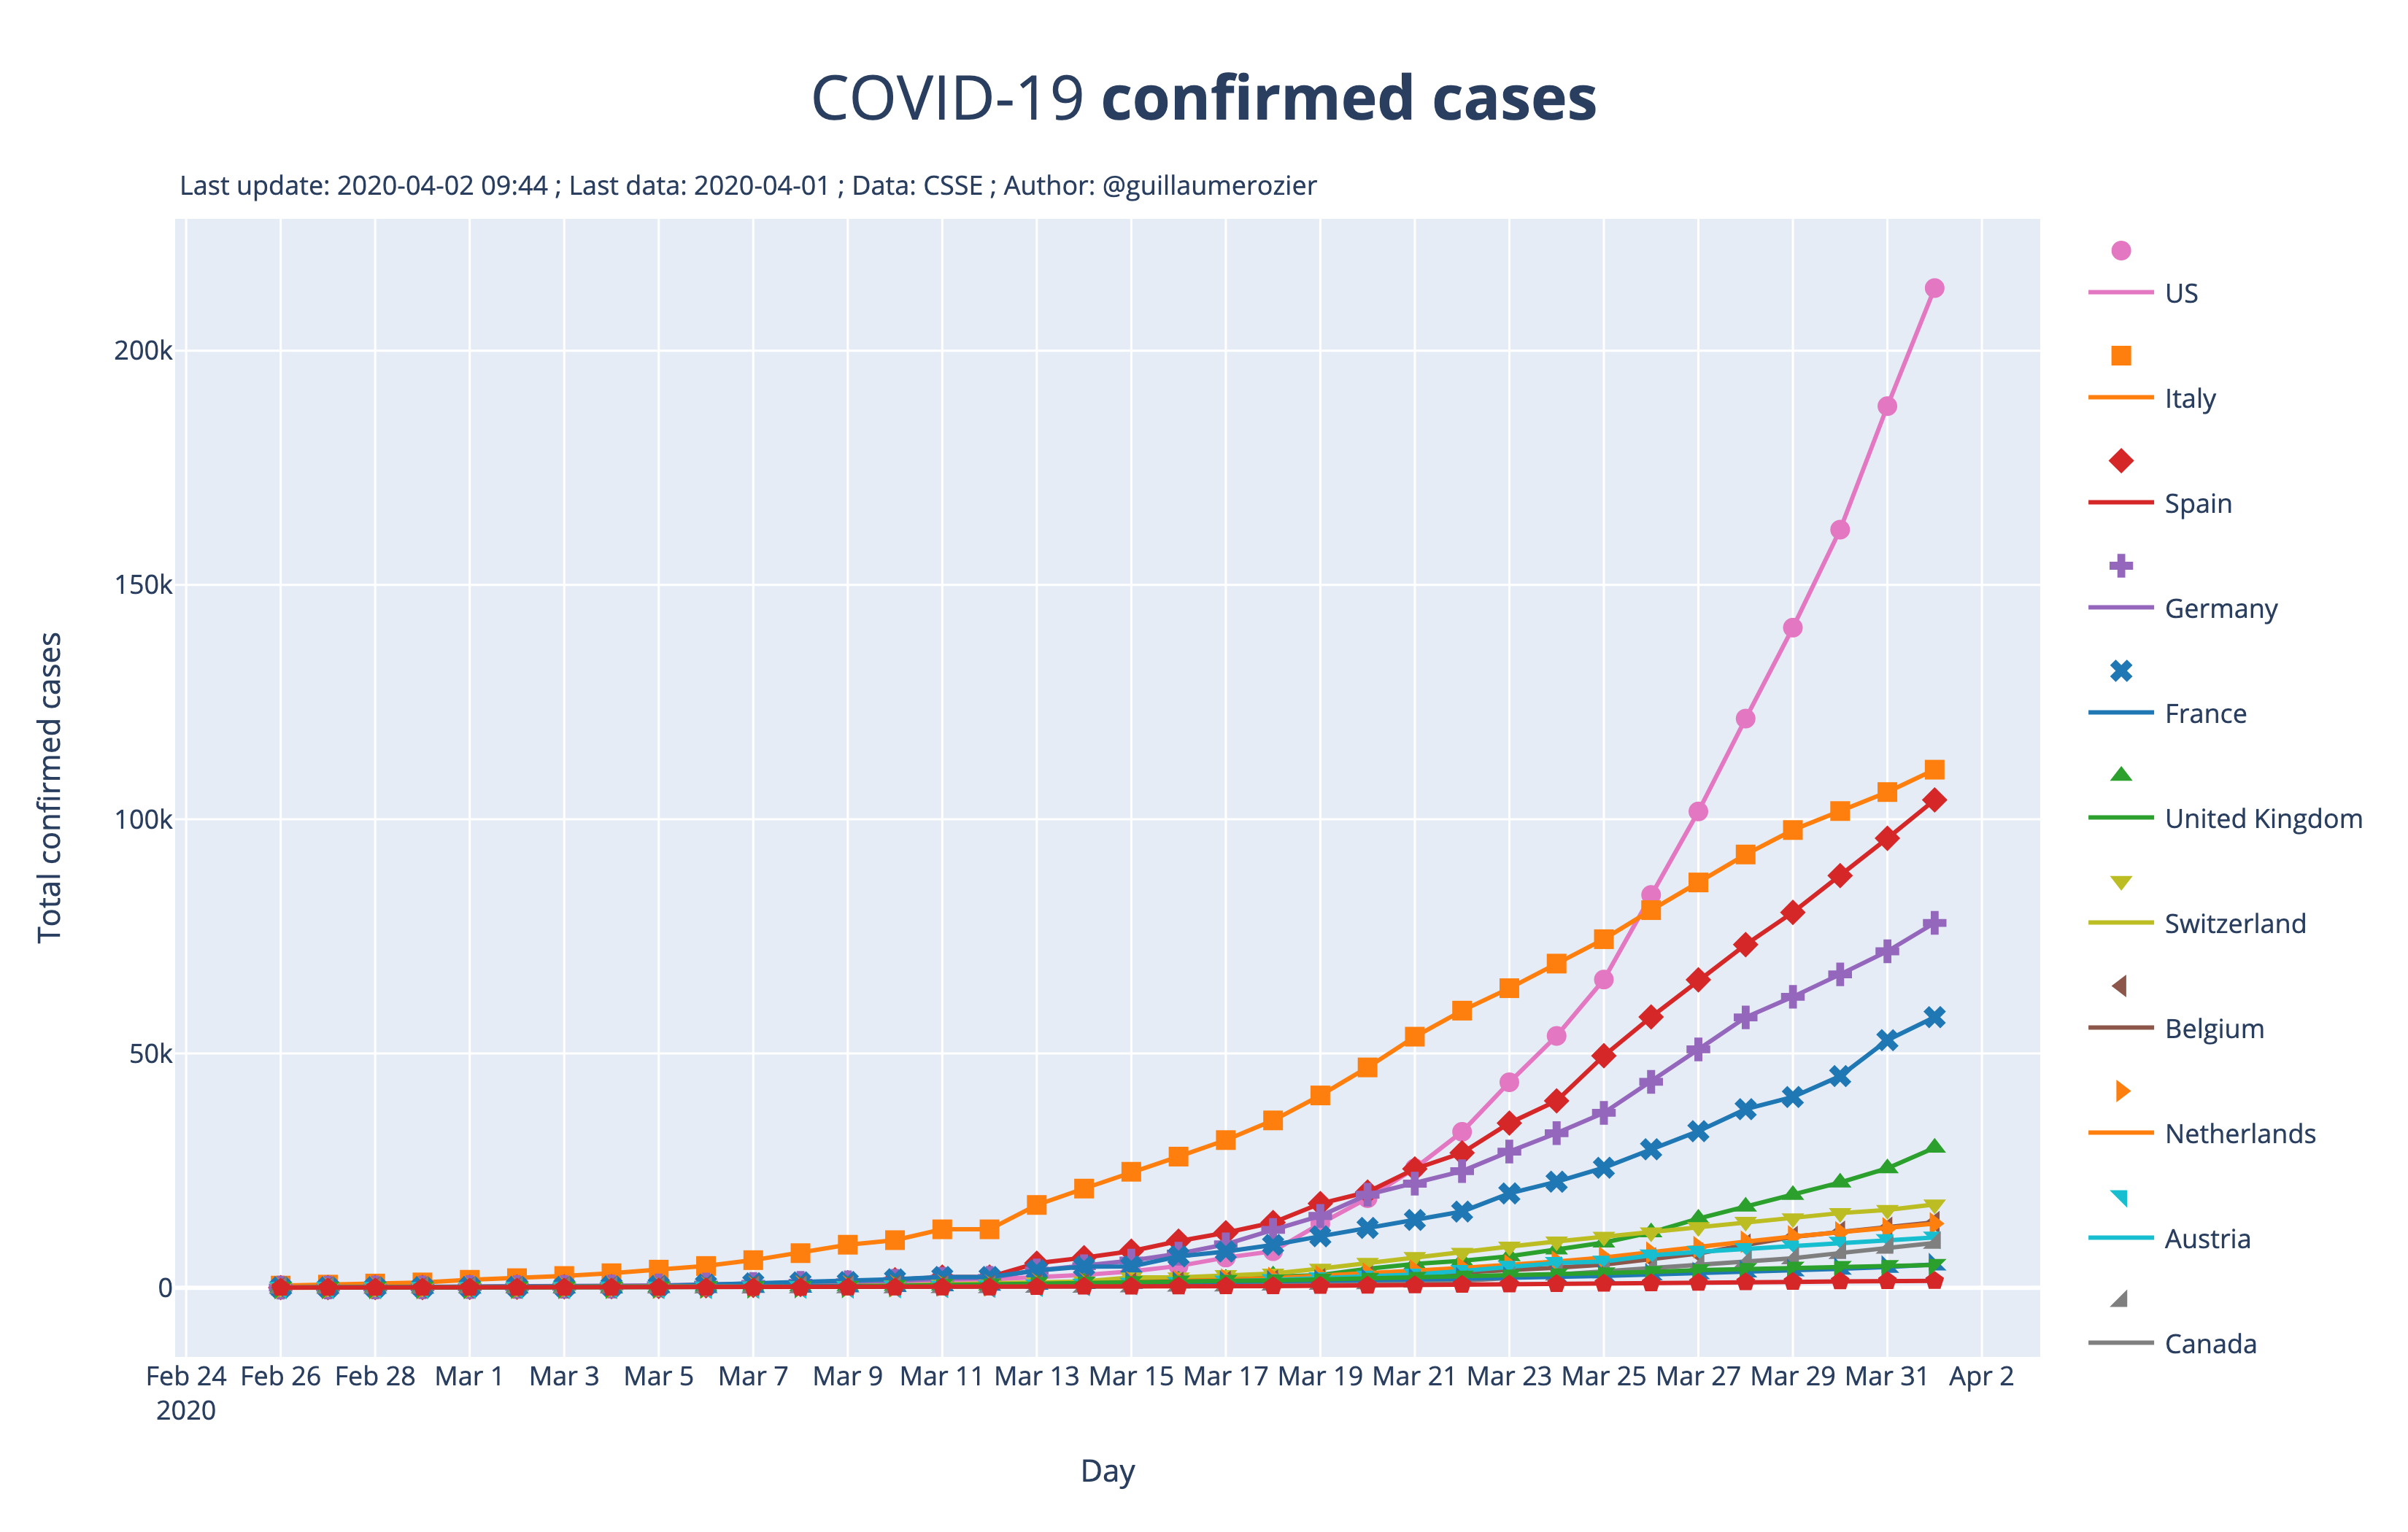 COVID-19 confirmed cases
Last update: 2020-04-02 09:44 ; Last data: 2020-04-01 ; Data: CSSE ; Author: @guillaumerozier
Total confirmed cases
200k
150k
100k
50k
0
Feb 24 Feb 26 Feb 28 Mar 1 Mar 3 Mar 5 Mar 7 Mar 9 Mar 11 Mar 13 Mar 15 Mar 17 Mar 19 Mar 21 Mar 23 Mar 25 Mar 27 Mar 29 Mar 31 Apr 2
2020
Day
US
Italy
Spain
Germany
France
United Kingdom
Switzerland
Belgium
Netherlands
Austria
Canada